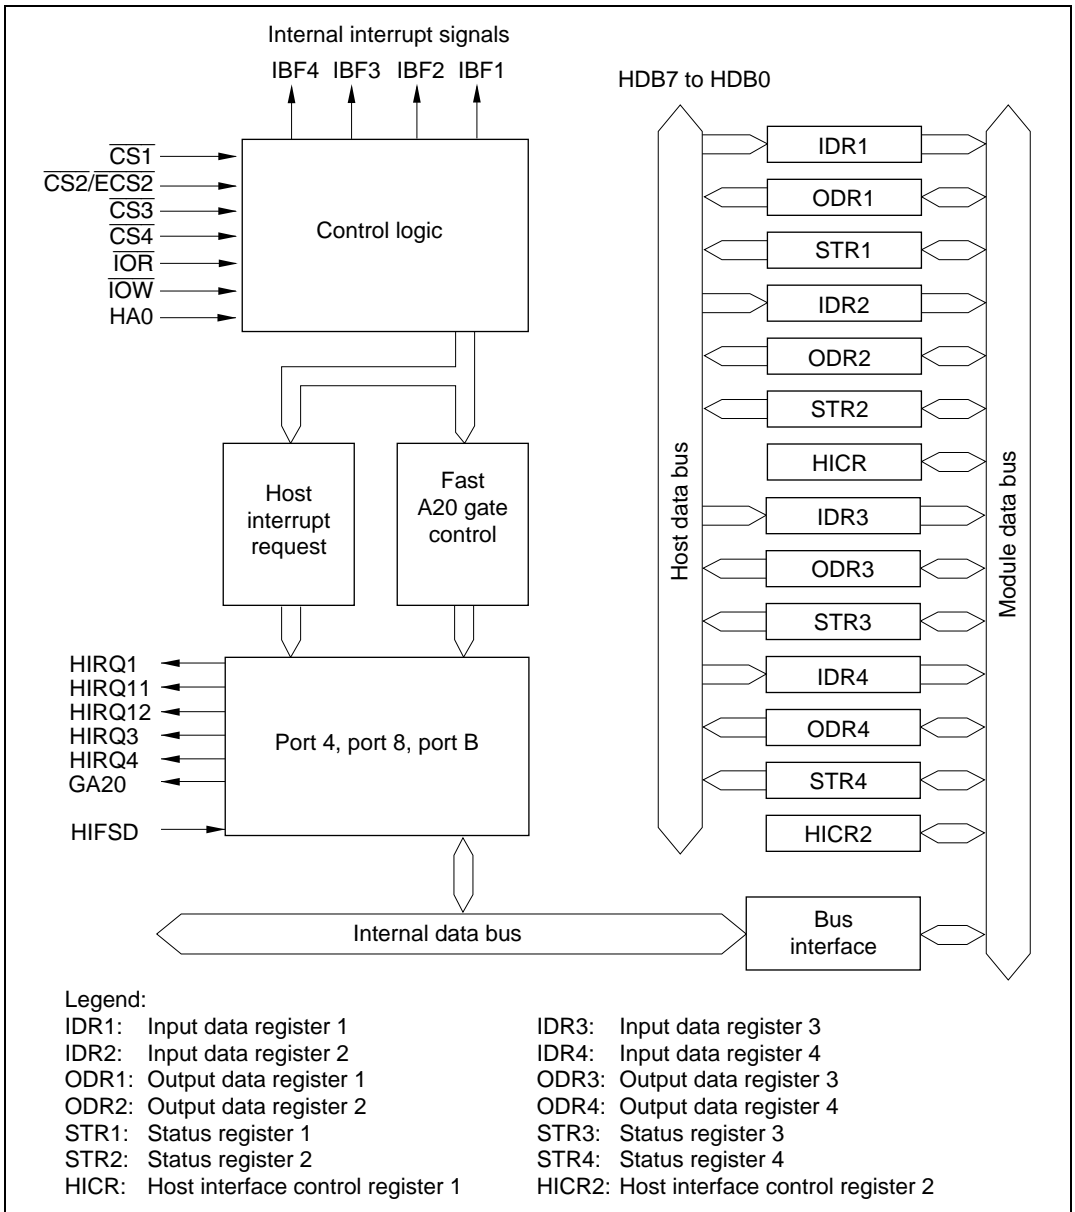 Internal interrupt signals
IBF4 IBF3 IBF2 IBF1
HDB7 to HDB0
CS1
CS2/ECS2
CS3
CS4
IOR
IOW
HA0
Control logic
Host
interrupt
request
Fast
A20 gate
control
HIRQ1
HIRQ11
HIRQ12
HIRQ3
HIRQ4
GA20
HIFSD
Port 4, port 8, port B
Host data bus
IDR1
ODR1
STR1
IDR2
ODR2
STR2
HICR
IDR3
ODR3
STR3
IDR4
ODR4
STR4
HICR2
Module data bus
Internal data bus
Bus
interface
Legend:
IDR1: Input data register 1
IDR2: Input data register 2
ODR1: Output data register 1
ODR2: Output data register 2
STR1: Status register 1
STR2: Status register 2
HICR: Host interface control register 1
IDR3: Input data register 3
IDR4: Input data register 4
ODR3: Output data register 3
ODR4: Output data register 4
STR3: Status register 3
STR4: Status register 4
HICR2: Host interface control register 2